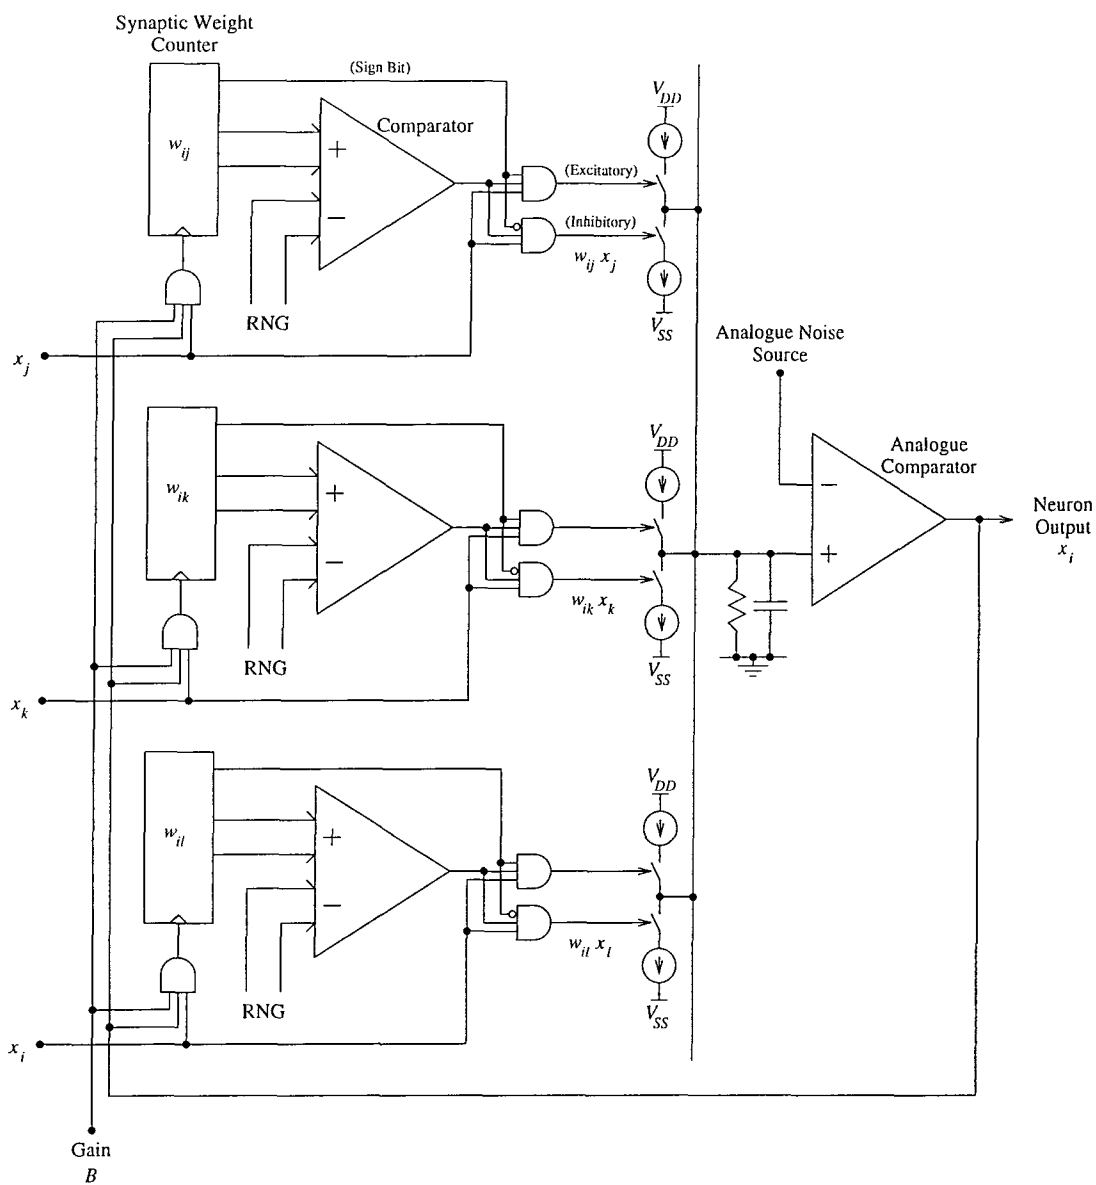 Synaptic Weight
Counter
(Sign Bit)
w_ij
Comparator
+
−
(Excitatory)
(Inhibitory)
w_ij x_j
V_DD
V_SS
RNG
x_j
Analogue Noise
Source
w_ik
+
−
w_ik x_k
V_DD
V_SS
RNG
x_k
Analogue
Comparator
−
+
Neuron
Output
x_i
w_il
+
−
w_il x_l
V_DD
V_SS
RNG
x_i
Gain
B